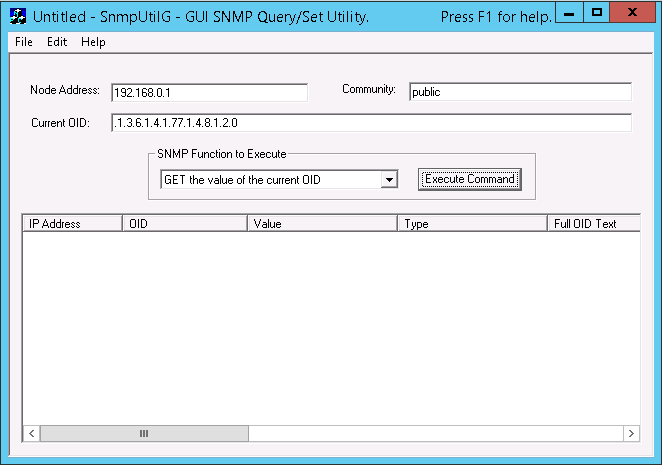 Untitled - SnmpUtilG - GUI SNMP Query/Set Utility. Press F1 for help.
File Edit Help
Node Address: 192.168.0.1 Community: public
Current OID: .1.3.6.1.4.1.77.1.4.8.1.2.0
SNMP Function to Execute
GET the value of the current OID Execute Command
IP Address OID Value Type Full OID Text